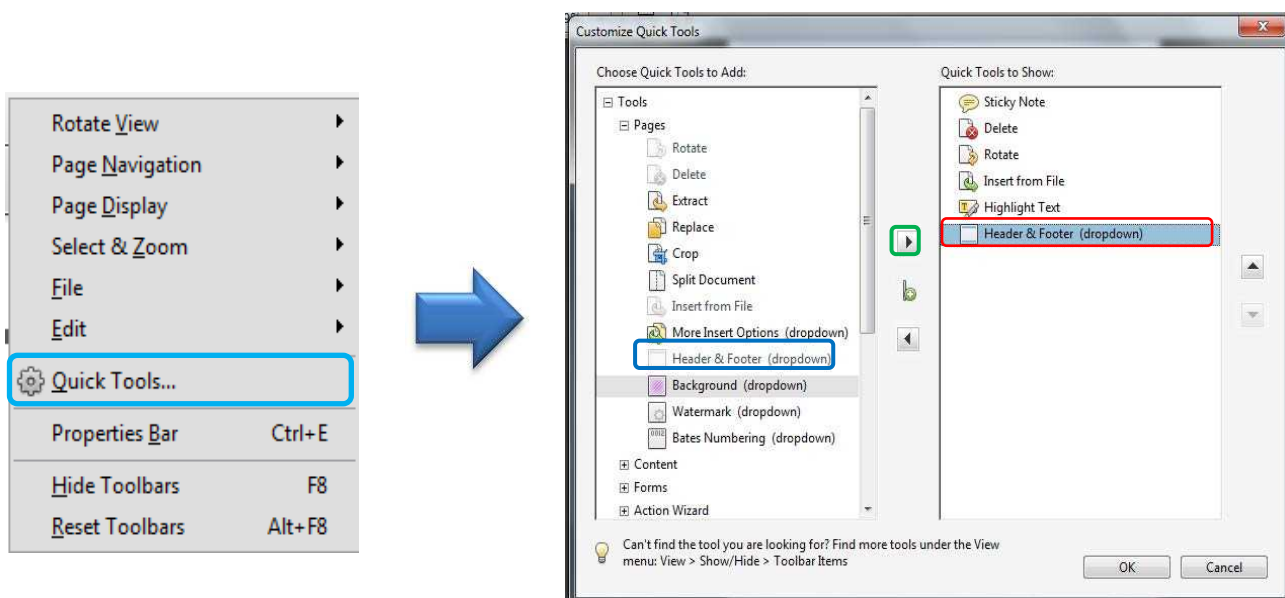 Rotate View
Page Navigation
Page Display
Select & Zoom
File
Edit
Quick Tools...
Properties Bar Ctrl+E
Hide Toolbars F8
Reset Toolbars Alt+F8
Customize Quick Tools
Choose Quick Tools to Add:
Tools
Pages
Rotate
Delete
Extract
Replace
Crop
Split Document
Insert from File
More Insert Options (dropdown)
Header & Footer (dropdown)
Background (dropdown)
Watermark (dropdown)
Bates Numbering (dropdown)
Content
Forms
Action Wizard
Quick Tools to Show:
Sticky Note
Delete
Rotate
Insert from File
Highlight Text
Header & Footer (dropdown)
Can't find the tool you are looking for? Find more tools under the View
menu: View > Show/Hide > Toolbar Items
OK Cancel